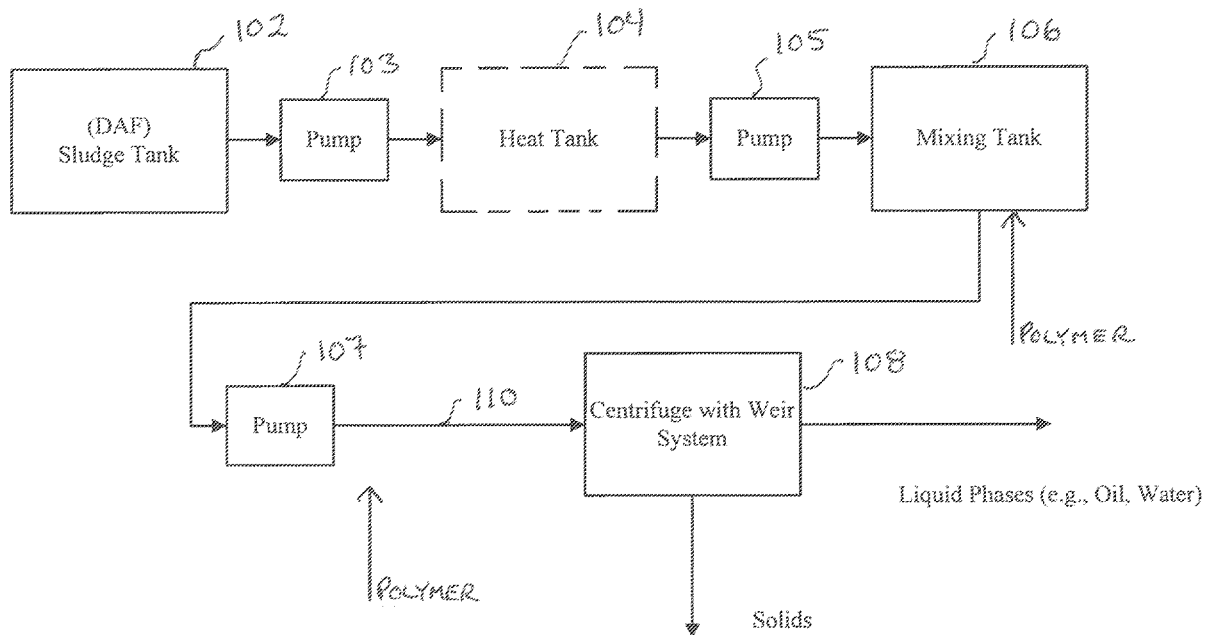 102
103
104
105
106
(DAF)
Sludge Tank
Pump
Heat Tank
Pump
Mixing Tank
POLYMER
107
110
108
Pump
Centrifuge with Weir
System
Liquid Phases (e.g., Oil, Water)
POLYMER
Solids